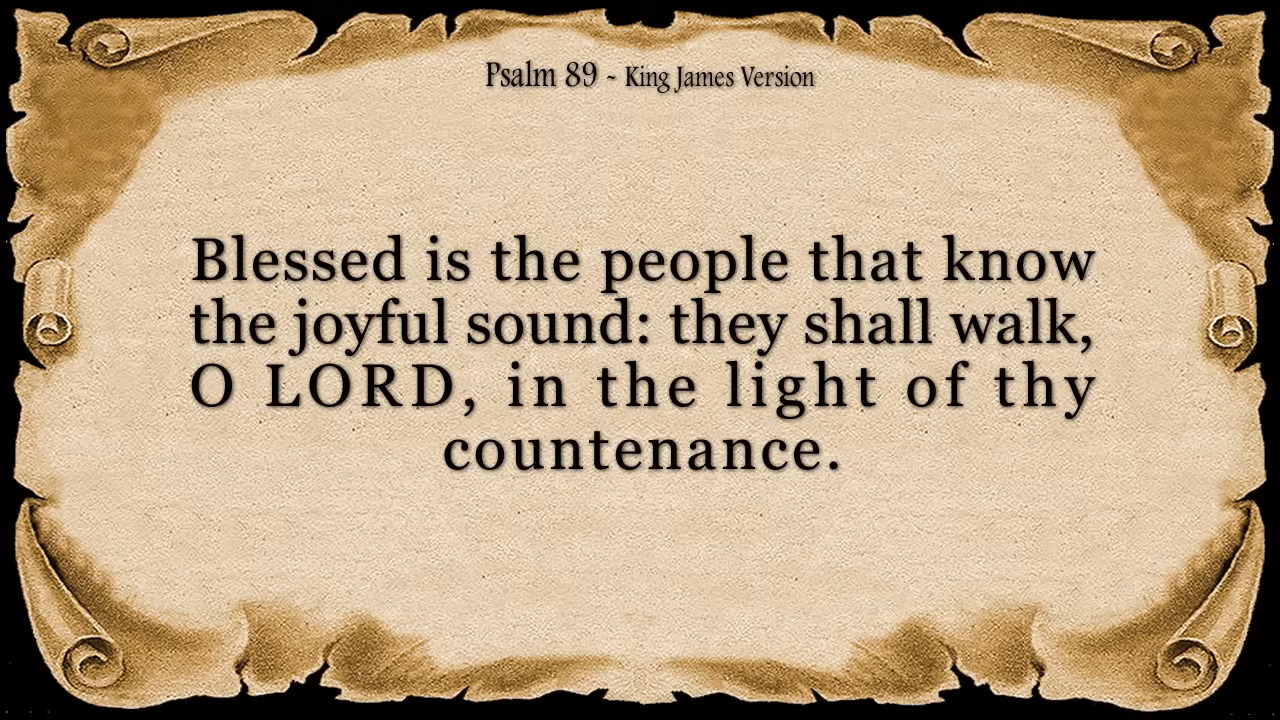 Psalm 89 ~ King James Version
Blessed is the people that know
the joyful sound: they shall walk,
O LORD, in the light of thy
countenance.